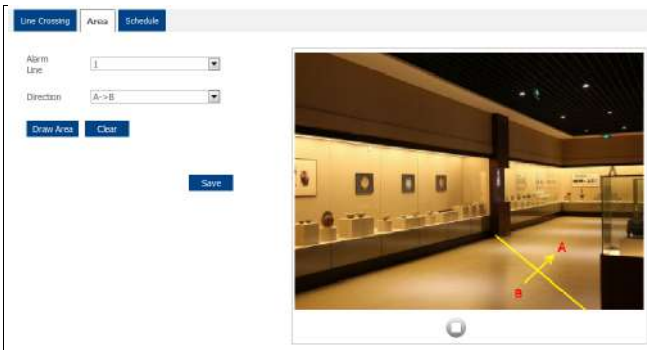 Line Crossing
Area
Schedule
Alarm
Line
1
Direction
A->B
Draw Area
Clear
Save
A
B